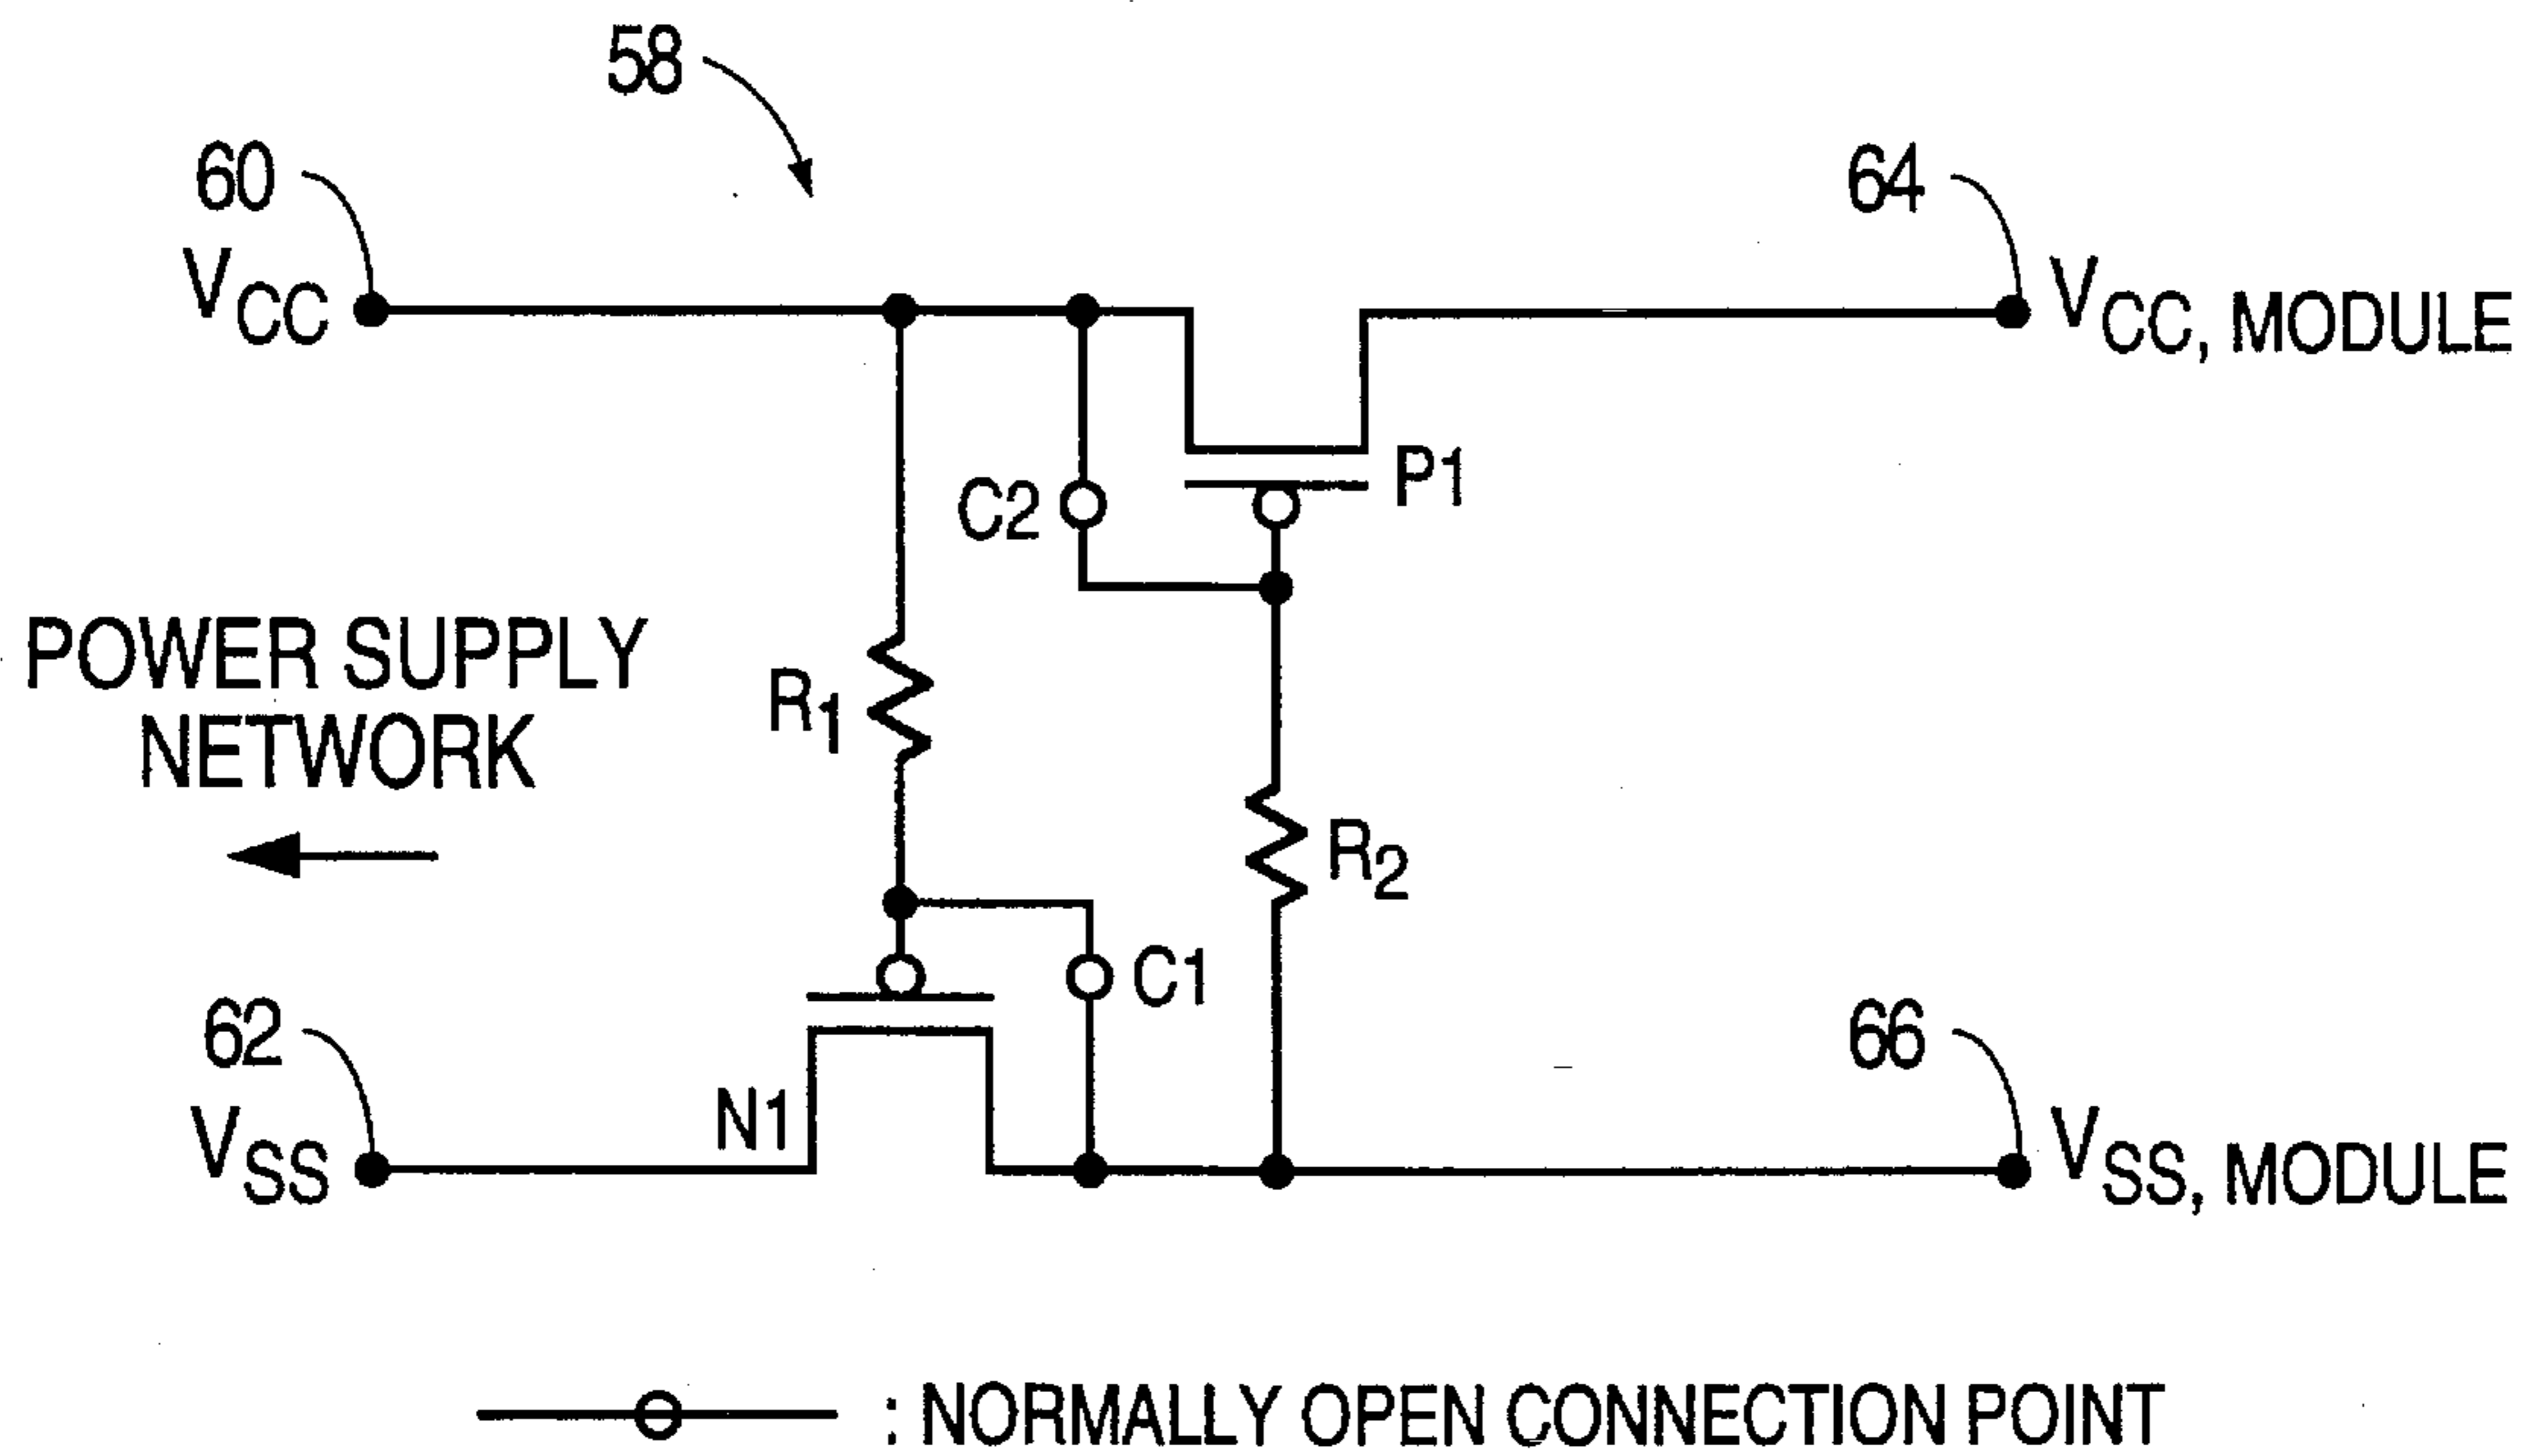 58
60
64
VCC
VCC, MODULE
C2
P1
POWER SUPPLY
NETWORK
R1
R2
C1
62
66
N1
VSS
VSS, MODULE
: NORMALLY OPEN CONNECTION POINT